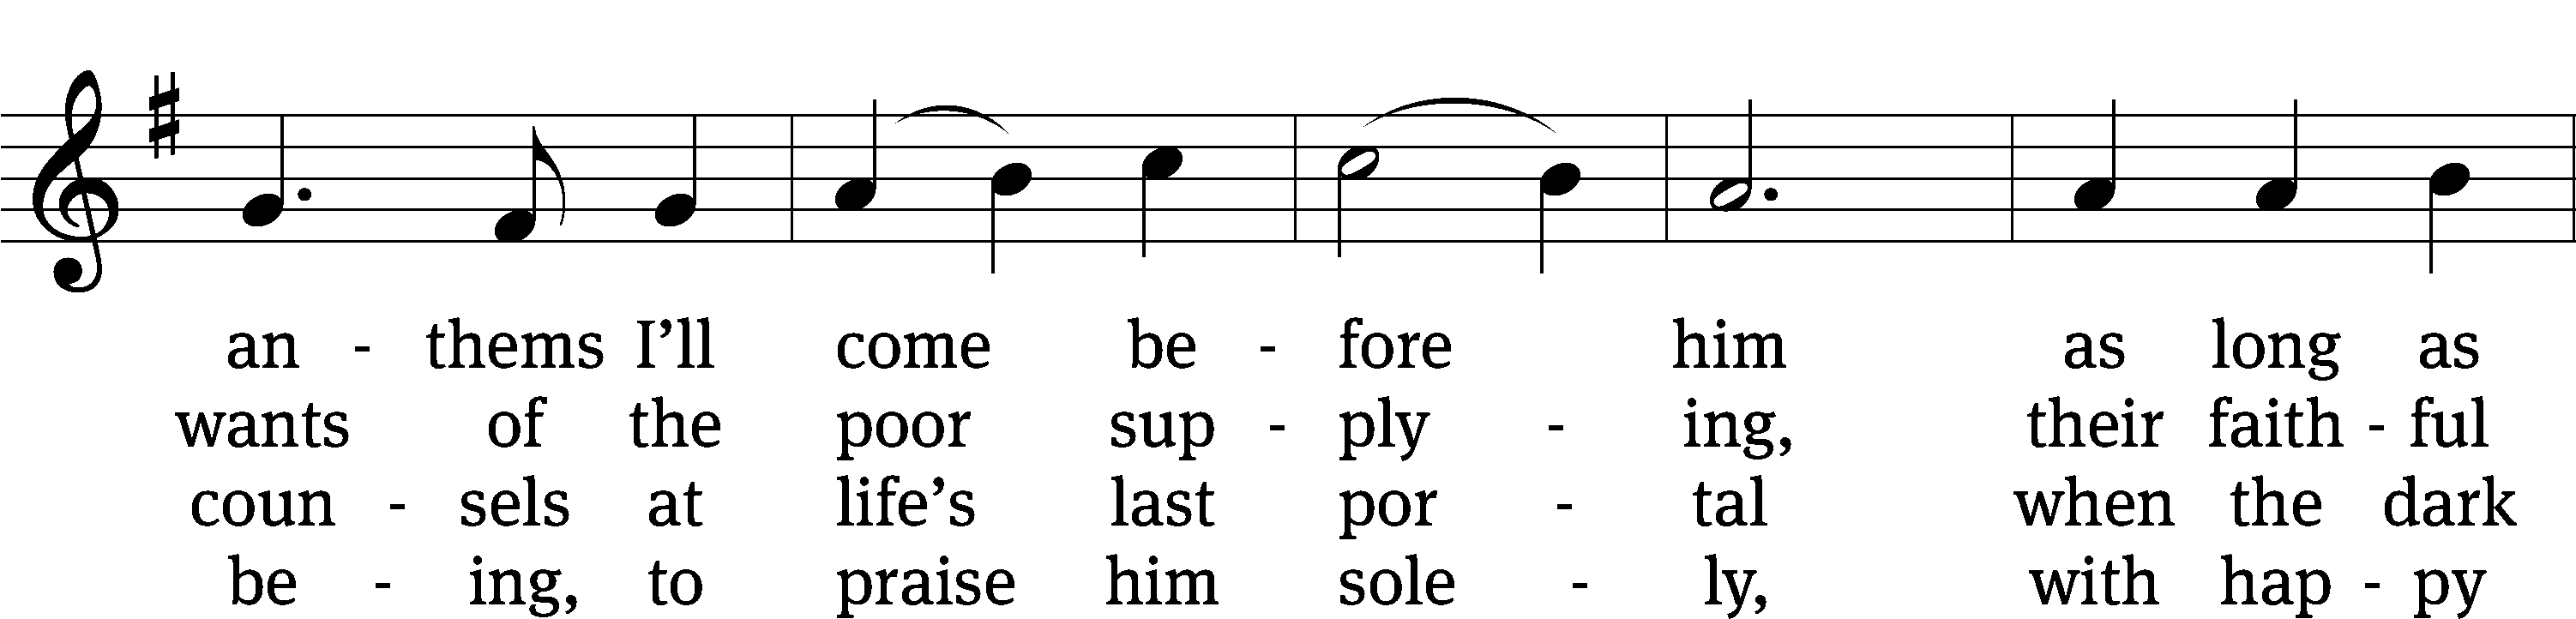 an - thems I’ll come be - fore him as long as
wants of the poor sup - ply - ing, their faith - ful
coun - sels at life’s last por - tal when the dark
be - ing, to praise him sole - ly, with hap - py